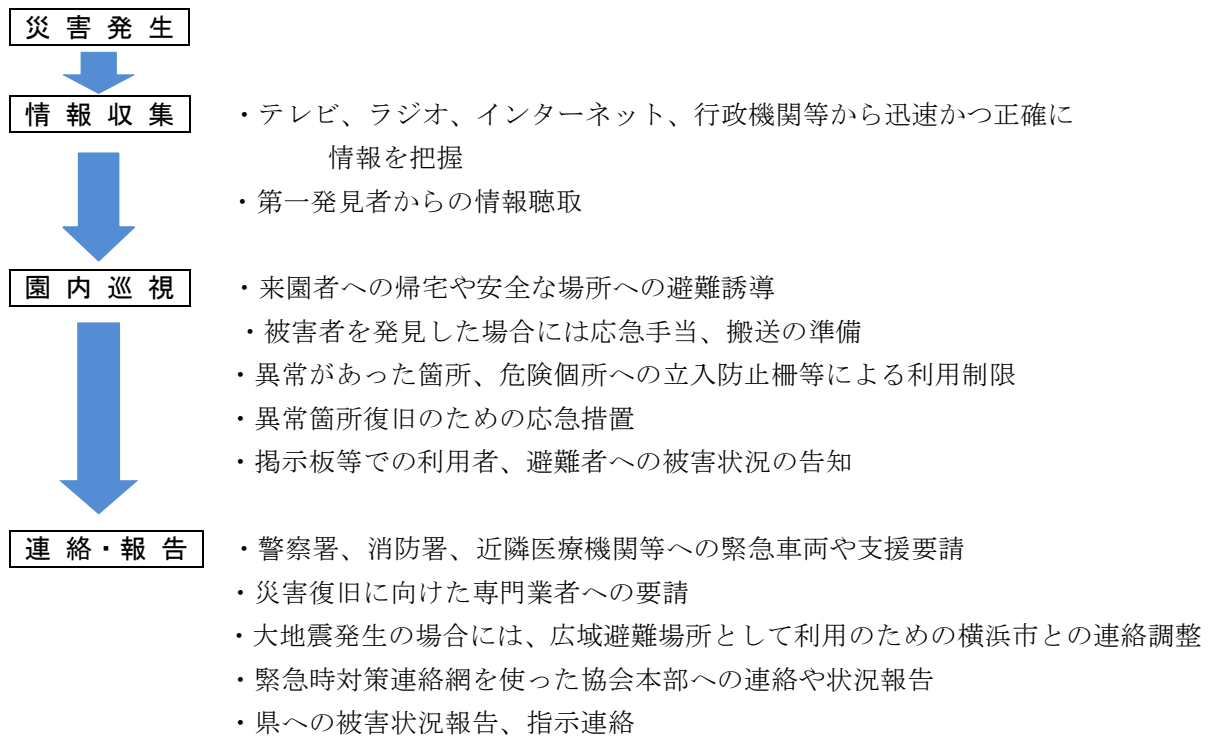 災 害 発 生
情 報 収 集
・テレビ、ラジオ、インターネット、行政機関等から迅速かつ正確に
情報を把握
・第一発見者からの情報聴取
園 内 巡 視
・来園者への帰宅や安全な場所への避難誘導
・被害者を発見した場合には応急手当、搬送の準備
・異常があった箇所、危険個所への立入防止柵等による利用制限
・異常箇所復旧のための応急措置
・掲示板等での利用者、避難者への被害状況の告知
連 絡・報 告
・警察署、消防署、近隣医療機関等への緊急車両や支援要請
・災害復旧に向けた専門業者への要請
・大地震発生の場合には、広域避難場所として利用のための横浜市との連絡調整
・緊急時対策連絡網を使った協会本部への連絡や状況報告
・県への被害状況報告、指示連絡